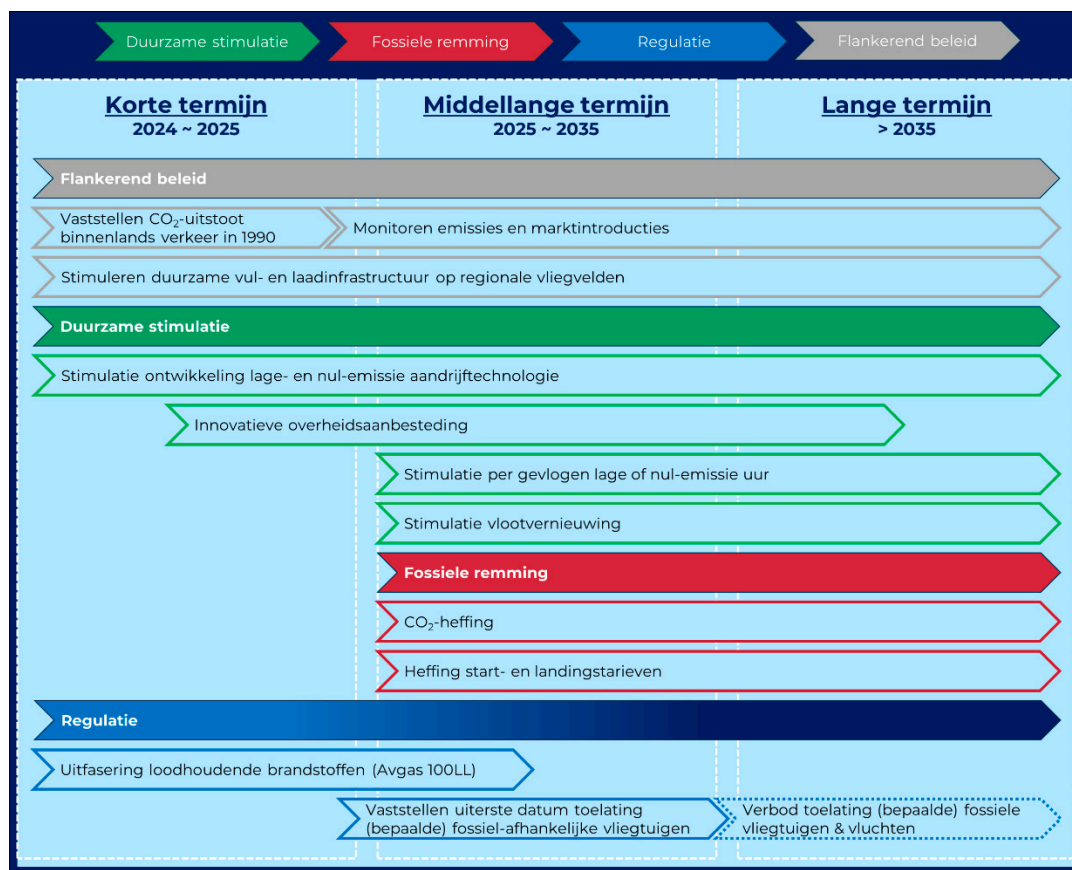 Duurzame stimulatie
Fossiele remming
Regulatie
Flankerend beleid
Korte termijn
2024 ~ 2025
Middellange termijn
2025 ~ 2035
Lange termijn
> 2035
Flankerend beleid
Vaststellen CO₂-uitstoot
binnenlands verkeer in 1990
Monitoren emissies en marktintroducties
Stimuleren duurzame vul- en laadinfrastructuur op regionale vliegvelden
Duurzame stimulatie
Stimulatie ontwikkeling lage- en nul-emissie aandrijftechnologie
Innovatieve overheidsaanbesteding
Stimulatie per gevlogen lage of nul-emissie uur
Stimulatie vlootvernieuwing
Fossiele remming
CO₂-heffing
Heffing start- en landingstarieven
Regulatie
Uitfasering loodhoudende brandstoffen (Avgas 100LL)
Vaststellen uiterste datum toelating
(bepaalde) fossiel-afhankelijke vliegtuigen
Verbod toelating (bepaalde) fossiele
vliegtuigen & vluchten